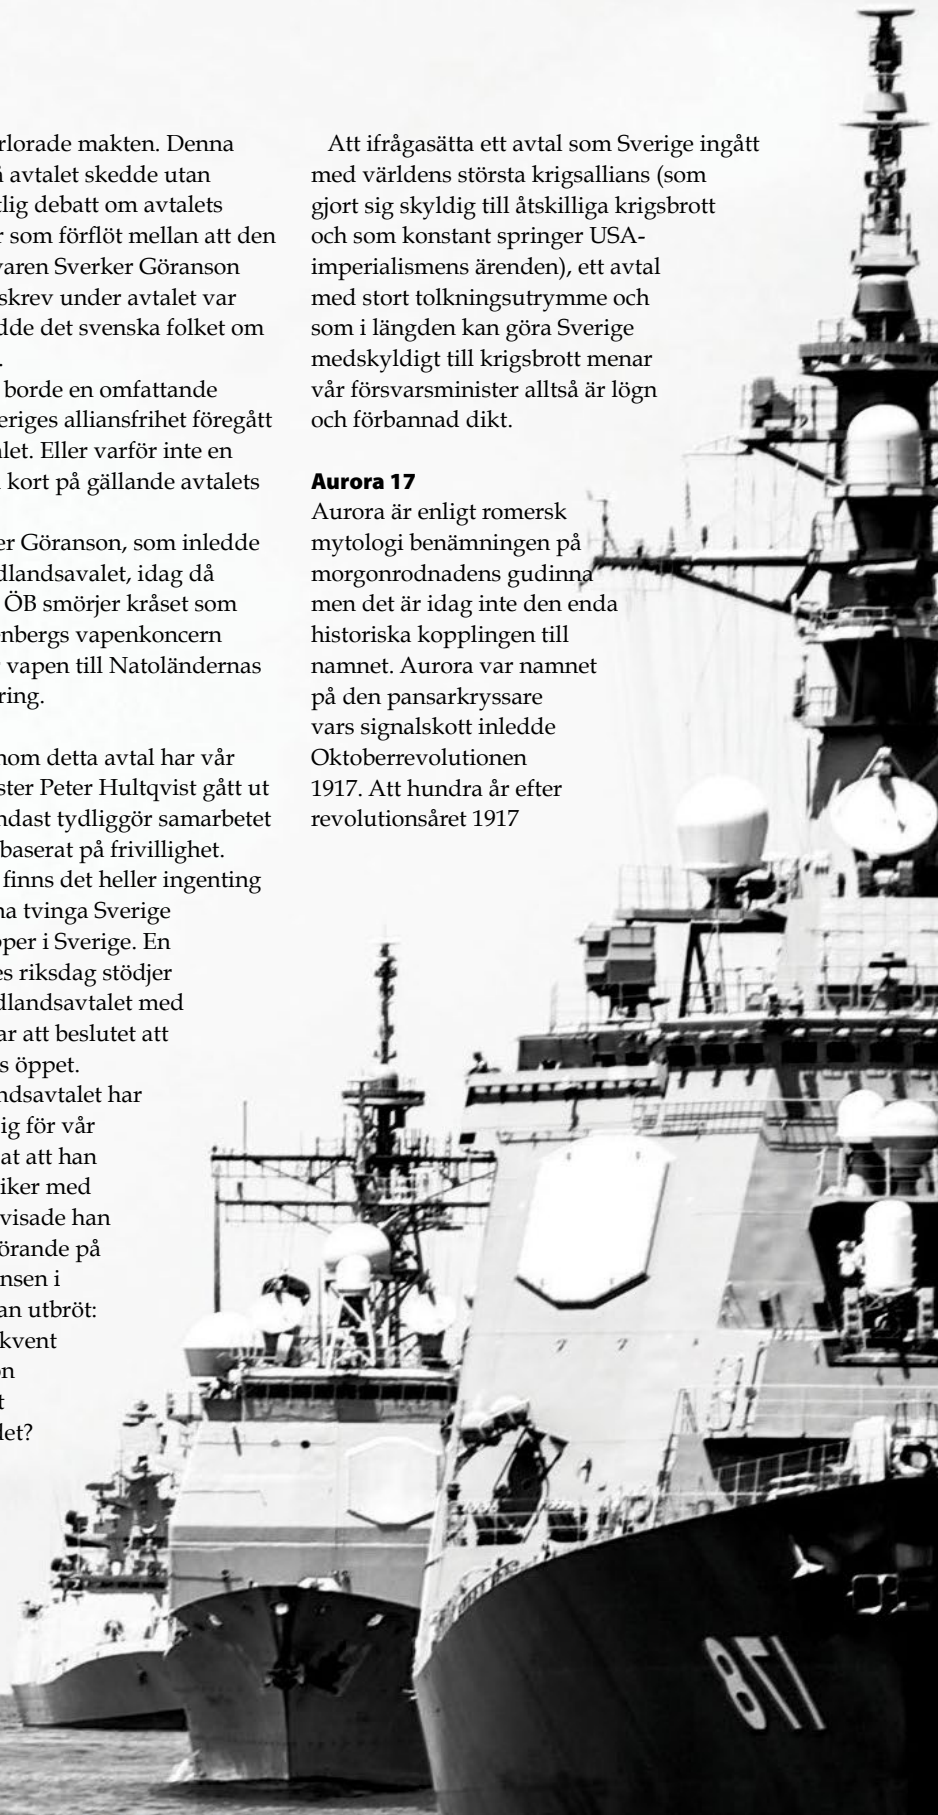 rlorade makten. Denna
å avtalet skedde utan
tlig debatt om avtalets
r som förflöt mellan att den
varen Sverker Göranson
skrev under avtalet var
dde det svenska folket om
.
borde en omfattande
veriges alliansfrihet föregått
alet. Eller varför inte en
kort på gällande avtalets
er Göranson, som inledde
dlandsavalet, idag då
ÖB smörjer kråset som
enbergs vapenkoncern
vapen till Natoländernas
ring.
nom detta avtal har vår
ster Peter Hultqvist gått ut
ndast tydliggör samarbetet
baserat på frivillighet.
finns det heller ingenting
na tvinga Sverige
pper i Sverige. En
es riksdag stödjer
dlandsavtalet med
ar att beslutet att
s öppet.
ndsavtalet har
ig för vår
at att han
iker med
visade han
örande på
nsen i
an utbröt:
kvent
on
t
let?
Att ifrågasätta ett avtal som Sverige ingått
med världens största krigsallians (som
gjort sig skyldig till åtskilliga krigsbrott
och som konstant springer USA-
imperialismens ärenden), ett avtal
med stort tolkningsutrymme och
som i längden kan göra Sverige
medskyldigt till krigsbrott menar
vår försvarsminister alltså är lögn
och förbannad dikt.
Aurora 17
Aurora är enligt romersk
mytologi benämningen på
morgonrodnadens gudinna
men det är idag inte den enda
historiska kopplingen till
namnet. Aurora var namnet
på den pansarkryssare
vars signalskott inledde
Oktoberrevolutionen
1917. Att hundra år efter
revolutionsåret 1917
178